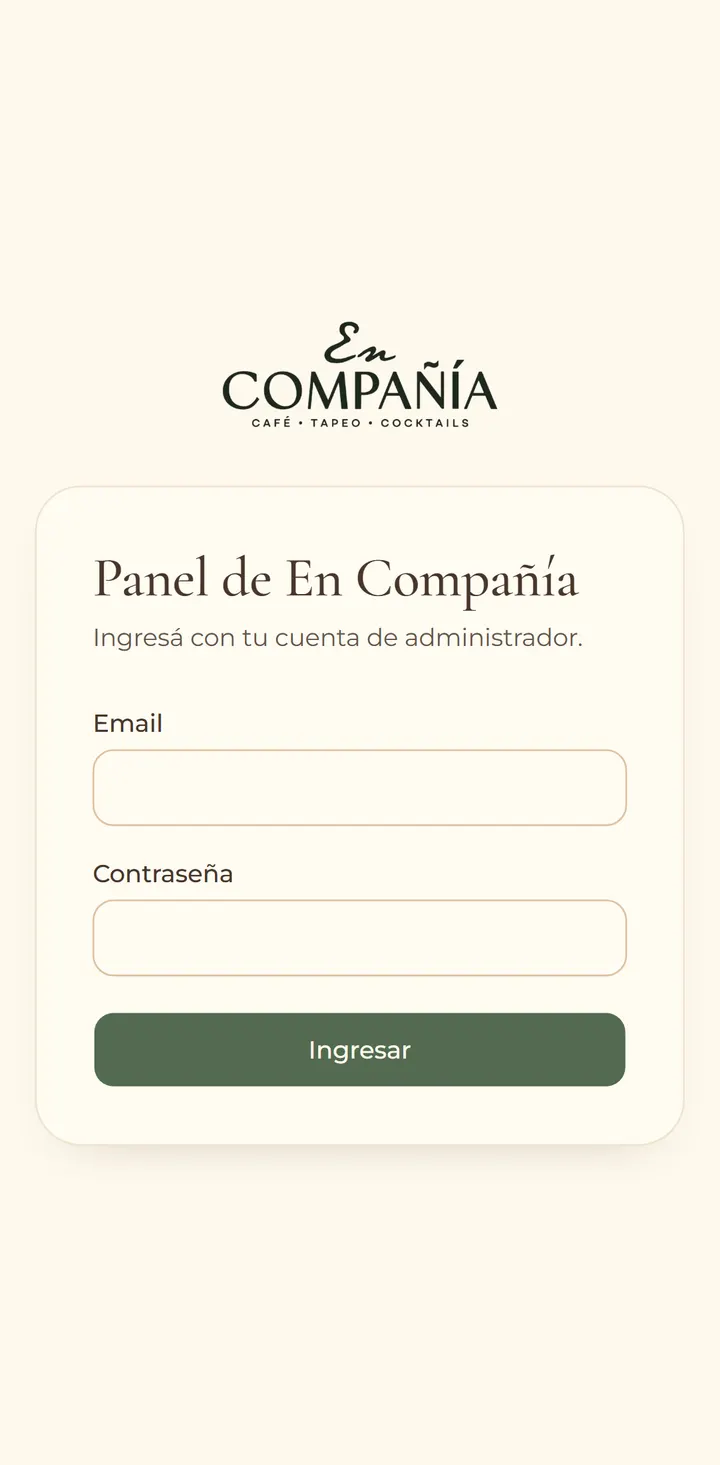 En
COMPAÑÍA
CAFÉ • TAPEO • COCKTAILS
Panel de En Compañía
Ingresá con tu cuenta de administrador.
Email
Contraseña
Ingresar